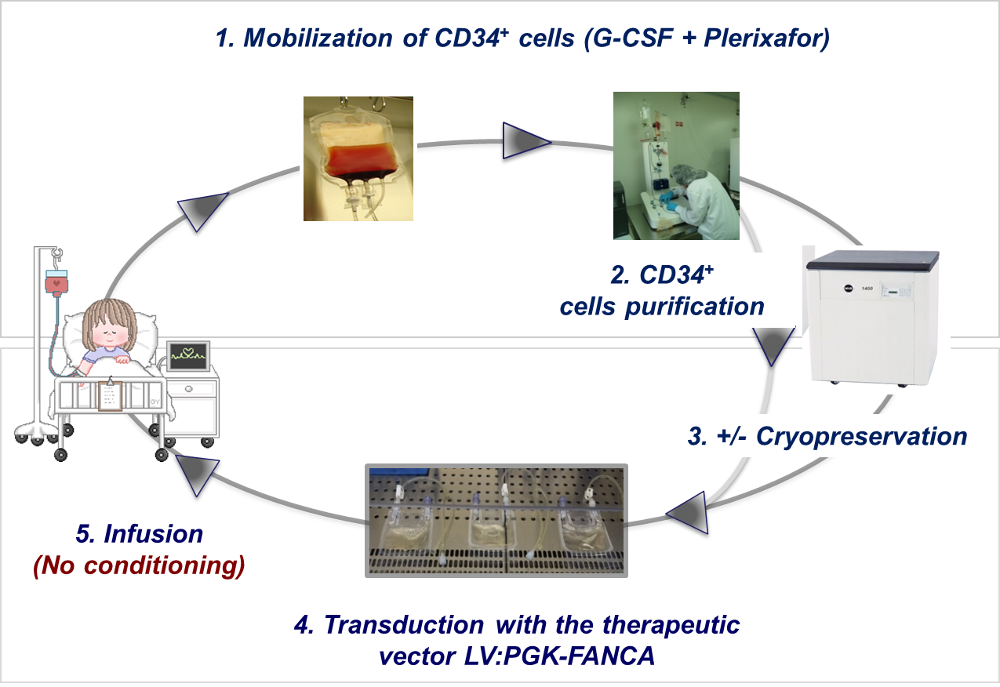 1. Mobilization of CD34+ cells (G-CSF + Plerixafor)
2. CD34+
cells purification
1400
3. +/- Cryopreservation
5. Infusion
(No conditioning)
4. Transduction with the therapeutic
vector LV:PGK-FANCA